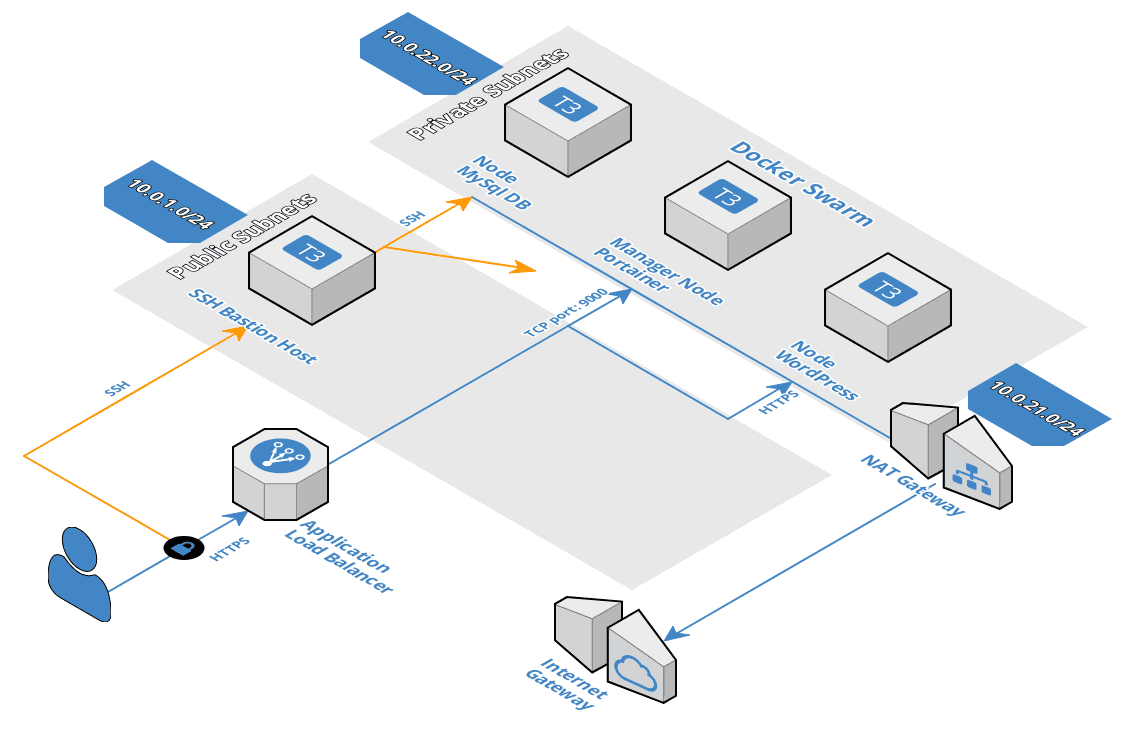 10.0.22.0/24
Private Subnets
T3
Node
MySql DB
Docker Swarm
T3
Manager Node
Portainer
T3
Node
WordPress
10.0.1.0/24
Public Subnets
T3
SSH Bastion Host
SSH
SSH
TCP port: 9000
HTTPS
10.0.21.0/24
NAT Gateway
Application
Load Balancer
HTTPS
Internet
Gateway